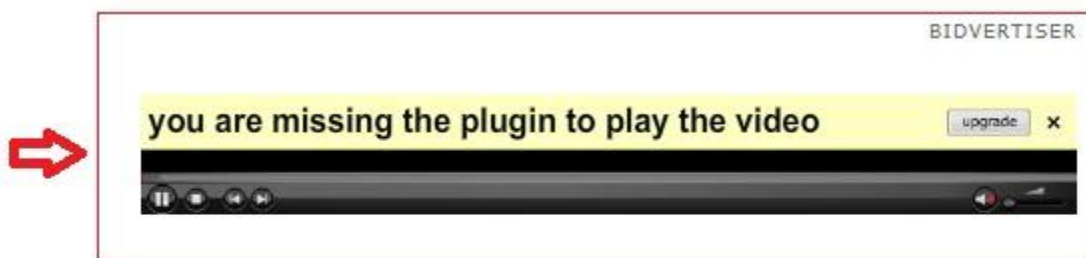 BIDVERTISER
you are missing the plugin to play the video
upgrade